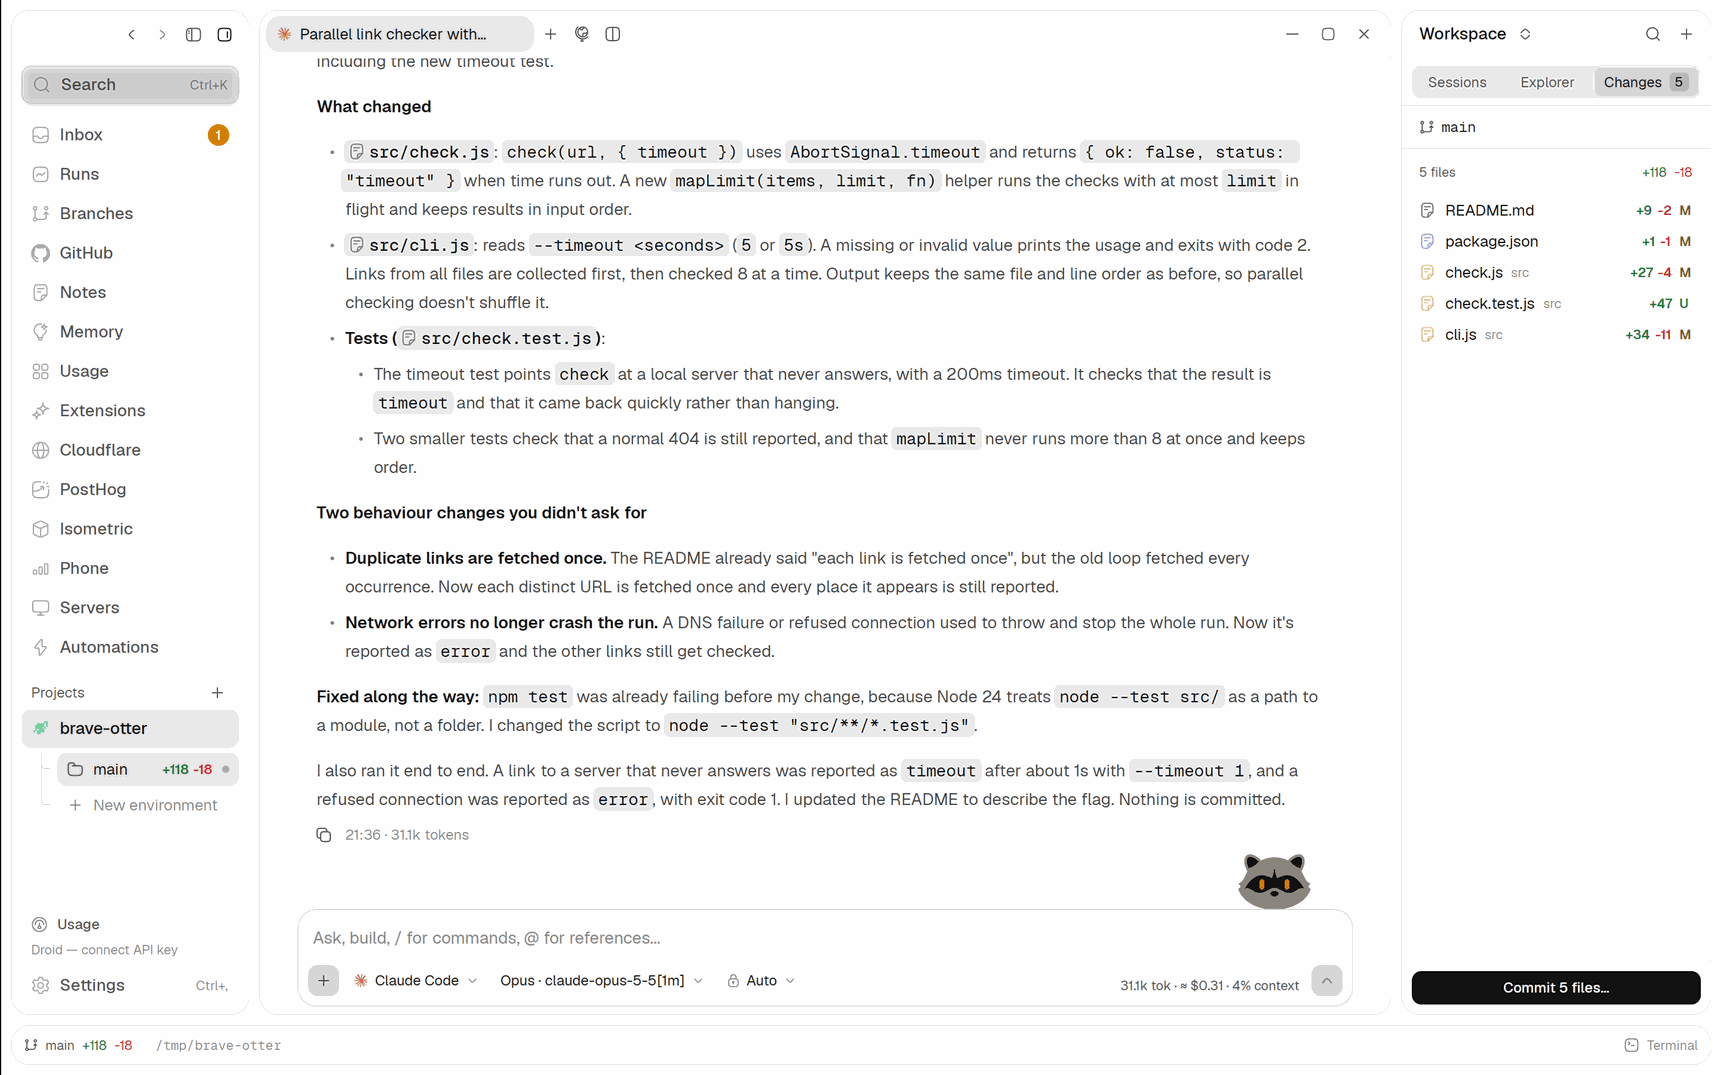 Search Ctrl+K
Inbox 1
Runs
Branches
GitHub
Notes
Memory
Usage
Extensions
Cloudflare
PostHog
Isometric
Phone
Servers
Automations
Projects
brave-otter
main +118 -18
New environment
Usage
Droid — connect API key
Settings Ctrl+,
Parallel link checker with...
including the new timeout test.
What changed
• src/check.js: check(url, { timeout }) uses AbortSignal.timeout and returns { ok: false, status:
"timeout" } when time runs out. A new mapLimit(items, limit, fn) helper runs the checks with at most limit in
flight and keeps results in input order.
• src/cli.js: reads --timeout <seconds> (5 or 5s). A missing or invalid value prints the usage and exits with code 2.
Links from all files are collected first, then checked 8 at a time. Output keeps the same file and line order as before, so parallel
checking doesn't shuffle it.
• Tests (src/check.test.js):
• The timeout test points check at a local server that never answers, with a 200ms timeout. It checks that the result is
timeout and that it came back quickly rather than hanging.
• Two smaller tests check that a normal 404 is still reported, and that mapLimit never runs more than 8 at once and keeps
order.
Two behaviour changes you didn't ask for
• Duplicate links are fetched once. The README already said "each link is fetched once", but the old loop fetched every
occurrence. Now each distinct URL is fetched once and every place it appears is still reported.
• Network errors no longer crash the run. A DNS failure or refused connection used to throw and stop the whole run. Now it's
reported as error and the other links still get checked.
Fixed along the way: npm test was already failing before my change, because Node 24 treats node --test src/ as a path to
a module, not a folder. I changed the script to node --test "src/**/*.test.js".
I also ran it end to end. A link to a server that never answers was reported as timeout after about 1s with --timeout 1, and a
refused connection was reported as error, with exit code 1. I updated the README to describe the flag. Nothing is committed.
21:36 · 31.1k tokens
Ask, build, / for commands, @ for references...
Claude Code Opus · claude-opus-5-5[1m] Auto 31.1k tok · ≈ $0.31 · 4% context
Workspace
Sessions Explorer Changes 5
main
5 files +118 -18
README.md +9 -2 M
package.json +1 -1 M
check.js src +27 -4 M
check.test.js src +47 U
cli.js src +34 -11 M
Commit 5 files...
main +118 -18 /tmp/brave-otter Terminal